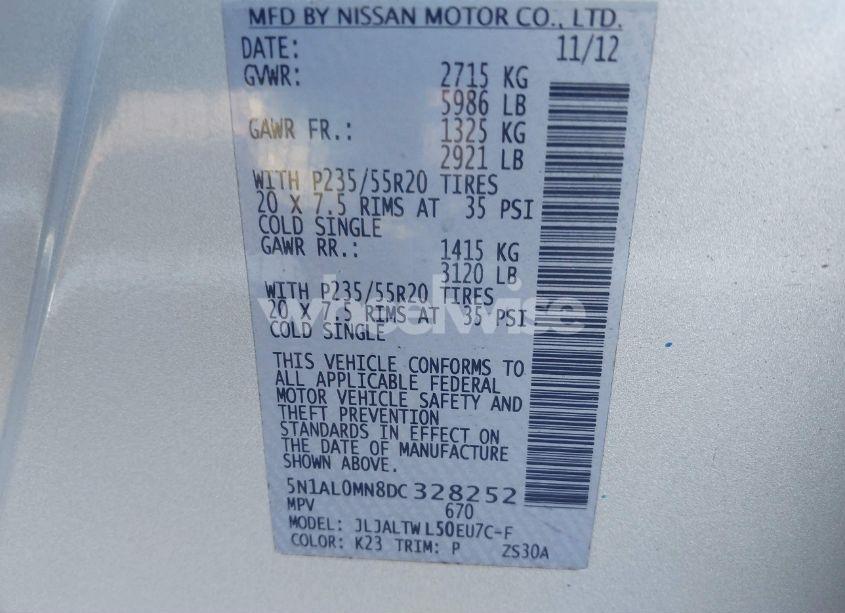 MFD BY NISSAN MOTOR CO., LTD.
DATE: 11/12
GVWR: 2715 KG
5986 LB
GAWR FR.: 1325 KG
2921 LB
WITH P235/55R20 TIRES
20 X 7.5 RIMS AT 35 PSI
COLD SINGLE
GAWR RR.: 1415 KG
3120 LB
WITH P235/55R20 TIRES
20 X 7.5 RIMS AT 35 PSI
COLD SINGLE
wheelwise
THIS VEHICLE CONFORMS TO
ALL APPLICABLE FEDERAL
MOTOR VEHICLE SAFETY AND
THEFT PREVENTION
STANDARDS IN EFFECT ON
THE DATE OF MANUFACTURE
SHOWN ABOVE.
5N1AL0MN8DC328252
MPV 670
MODEL: JLJALTWL50EU7C-F
COLOR: K23 TRIM: P ZS30A